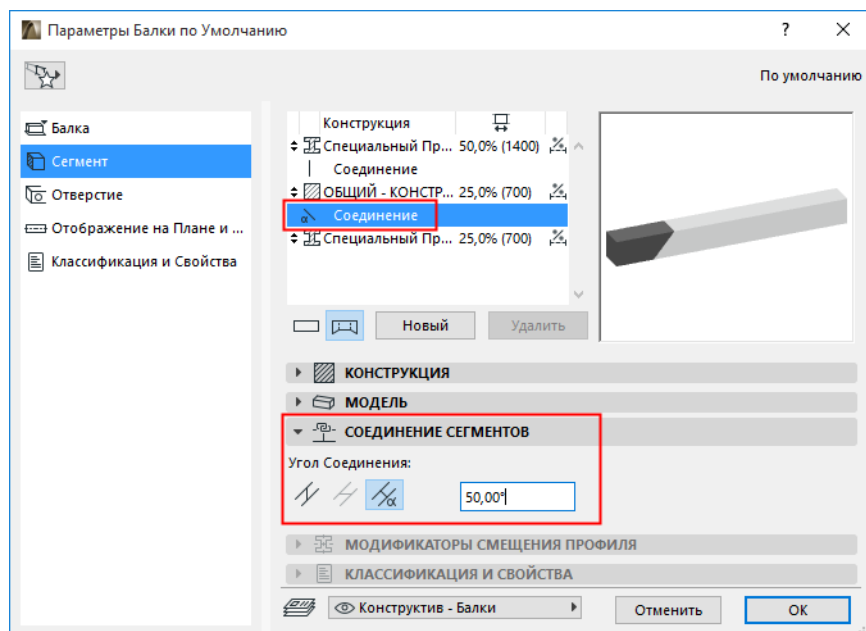 Параметры Балки по Умолчанию
?
По умолчанию
Балка
Сегмент
Отверстие
Отображение на Плане и ...
Классификация и Свойства
Конструкция
Специальный Пр... 50,0% (1400)
Соединение
ОБЩИЙ - КОНСТР... 25,0% (700)
α Соединение
Специальный Пр... 25,0% (700)
Новый Удалить
КОНСТРУКЦИЯ
МОДЕЛЬ
СОЕДИНЕНИЕ СЕГМЕНТОВ
Угол Соединения:
α 50,00°
МОДИФИКАТОРЫ СМЕЩЕНИЯ ПРОФИЛЯ
КЛАССИФИКАЦИЯ И СВОЙСТВА
Конструктив - Балки Отменить ОК